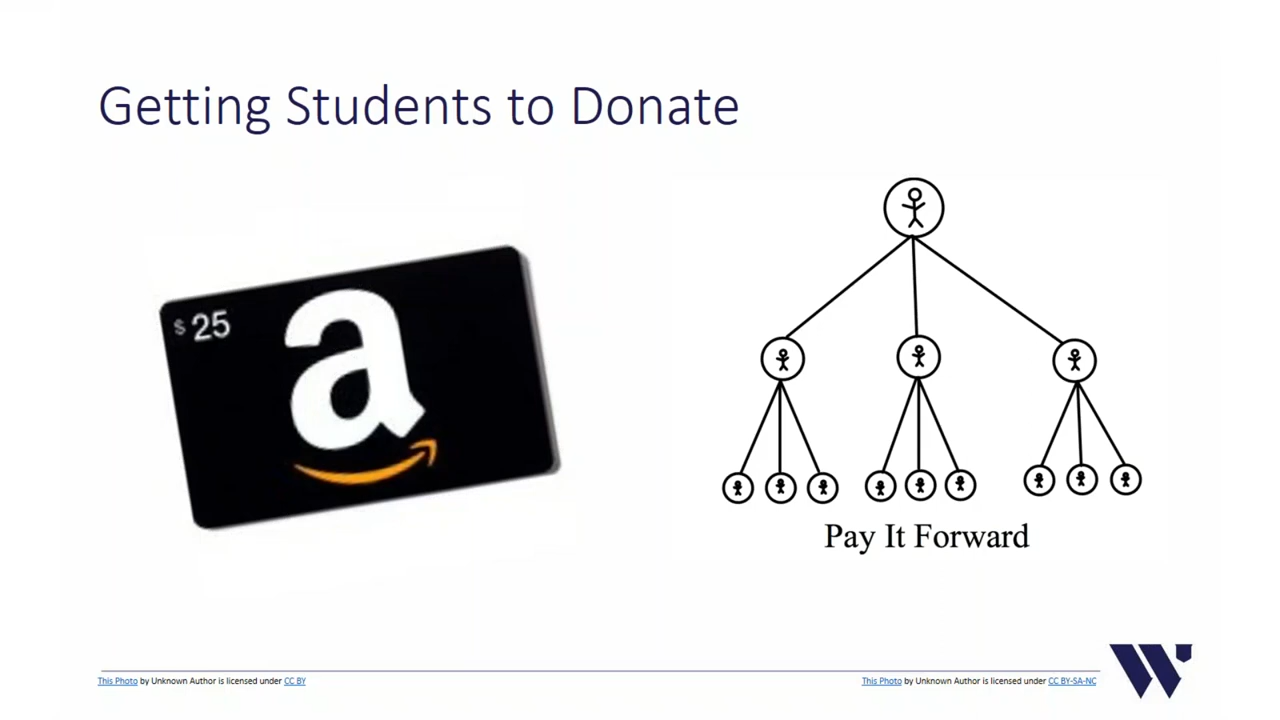 Getting Students to Donate
$ 25
a
Pay It Forward
This Photo by Unknown Author is licensed under CC BY
This Photo by Unknown Author is licensed under CC BY-SA-NC
W